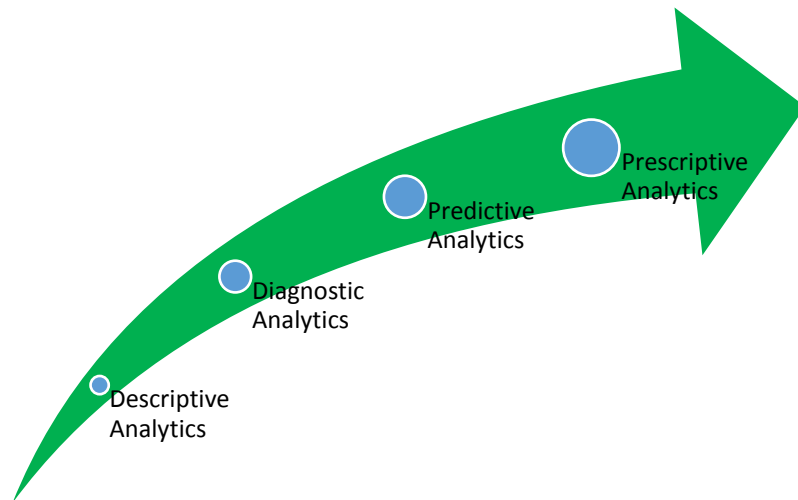 Prescriptive
Analytics
Predictive
Analytics
Diagnostic
Analytics
Descriptive
Analytics